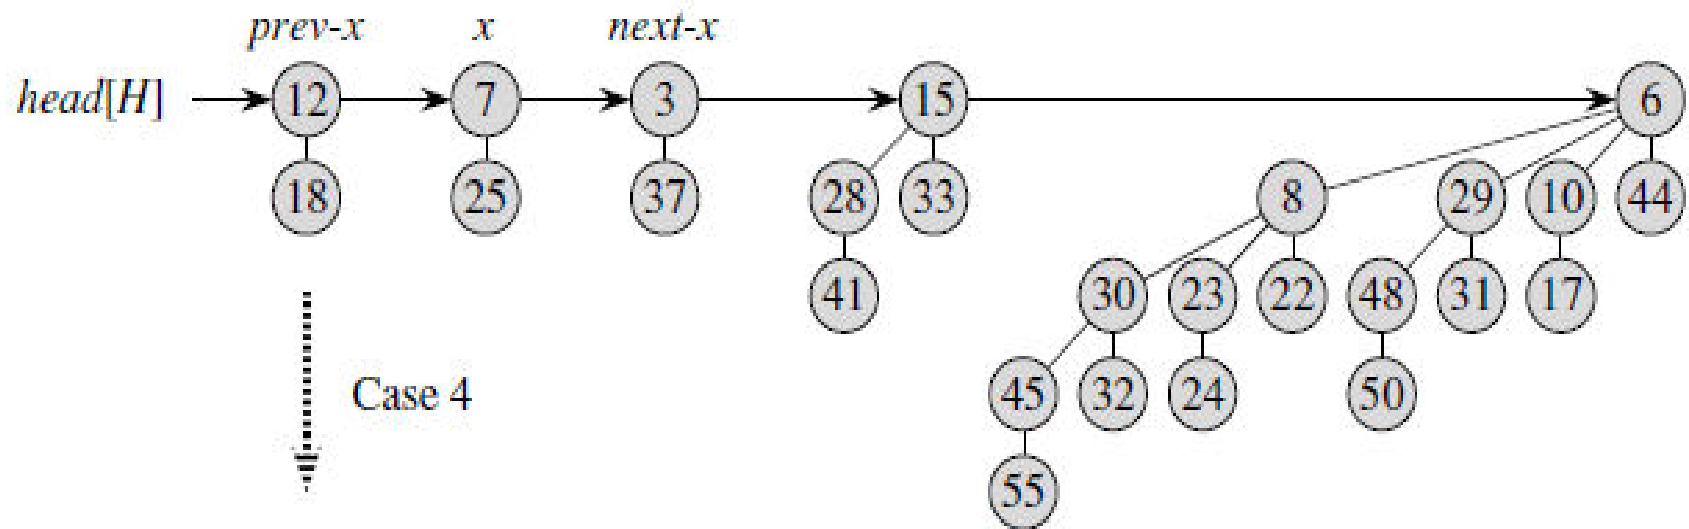 prev-x x next-x
head[H] 12 7 3 15 6
18 25 37 28 33 8 29 10 44
41 30 23 22 48 31 17
Case 4 45 32 24 50
55